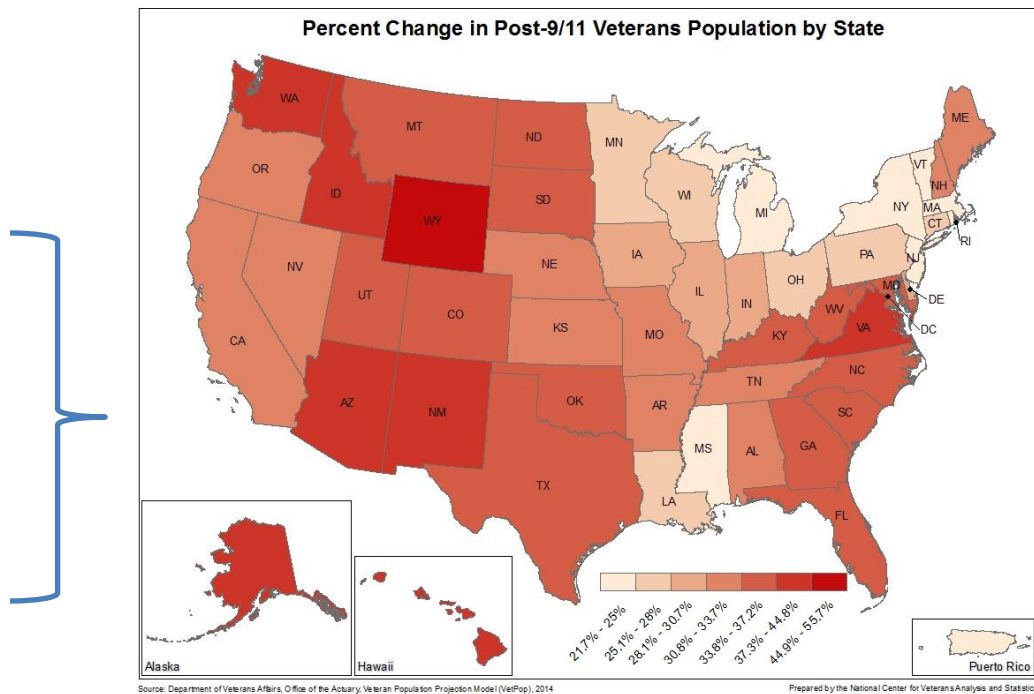 Percent Change in Post-9/11 Veterans Population by State
WA
MT
ND
MN
ME
OR
ID
SD
WI
VT
NH
WY
MI
NY
MA
CT
RI
IA
PA
NJ
NE
NV
OH
IL
IN
MD
DE
UT
CO
WV
DC
CA
KS
MO
KY
VA
NC
TN
AZ
NM
OK
AR
SC
MS
AL
GA
TX
LA
FL
21.7% - 25%
25.1% - 28%
28.1% - 30.7%
30.8% - 33.7%
33.8% - 37.2%
37.3% - 44.8%
44.9% - 55.7%
Alaska
Hawaii
Puerto Rico
Source: Department of Veterans Affairs, Office of the Actuary, Veteran Population Projection Model (VetPop), 2014
Prepared by the National Center for Veterans Analysis and Statistic